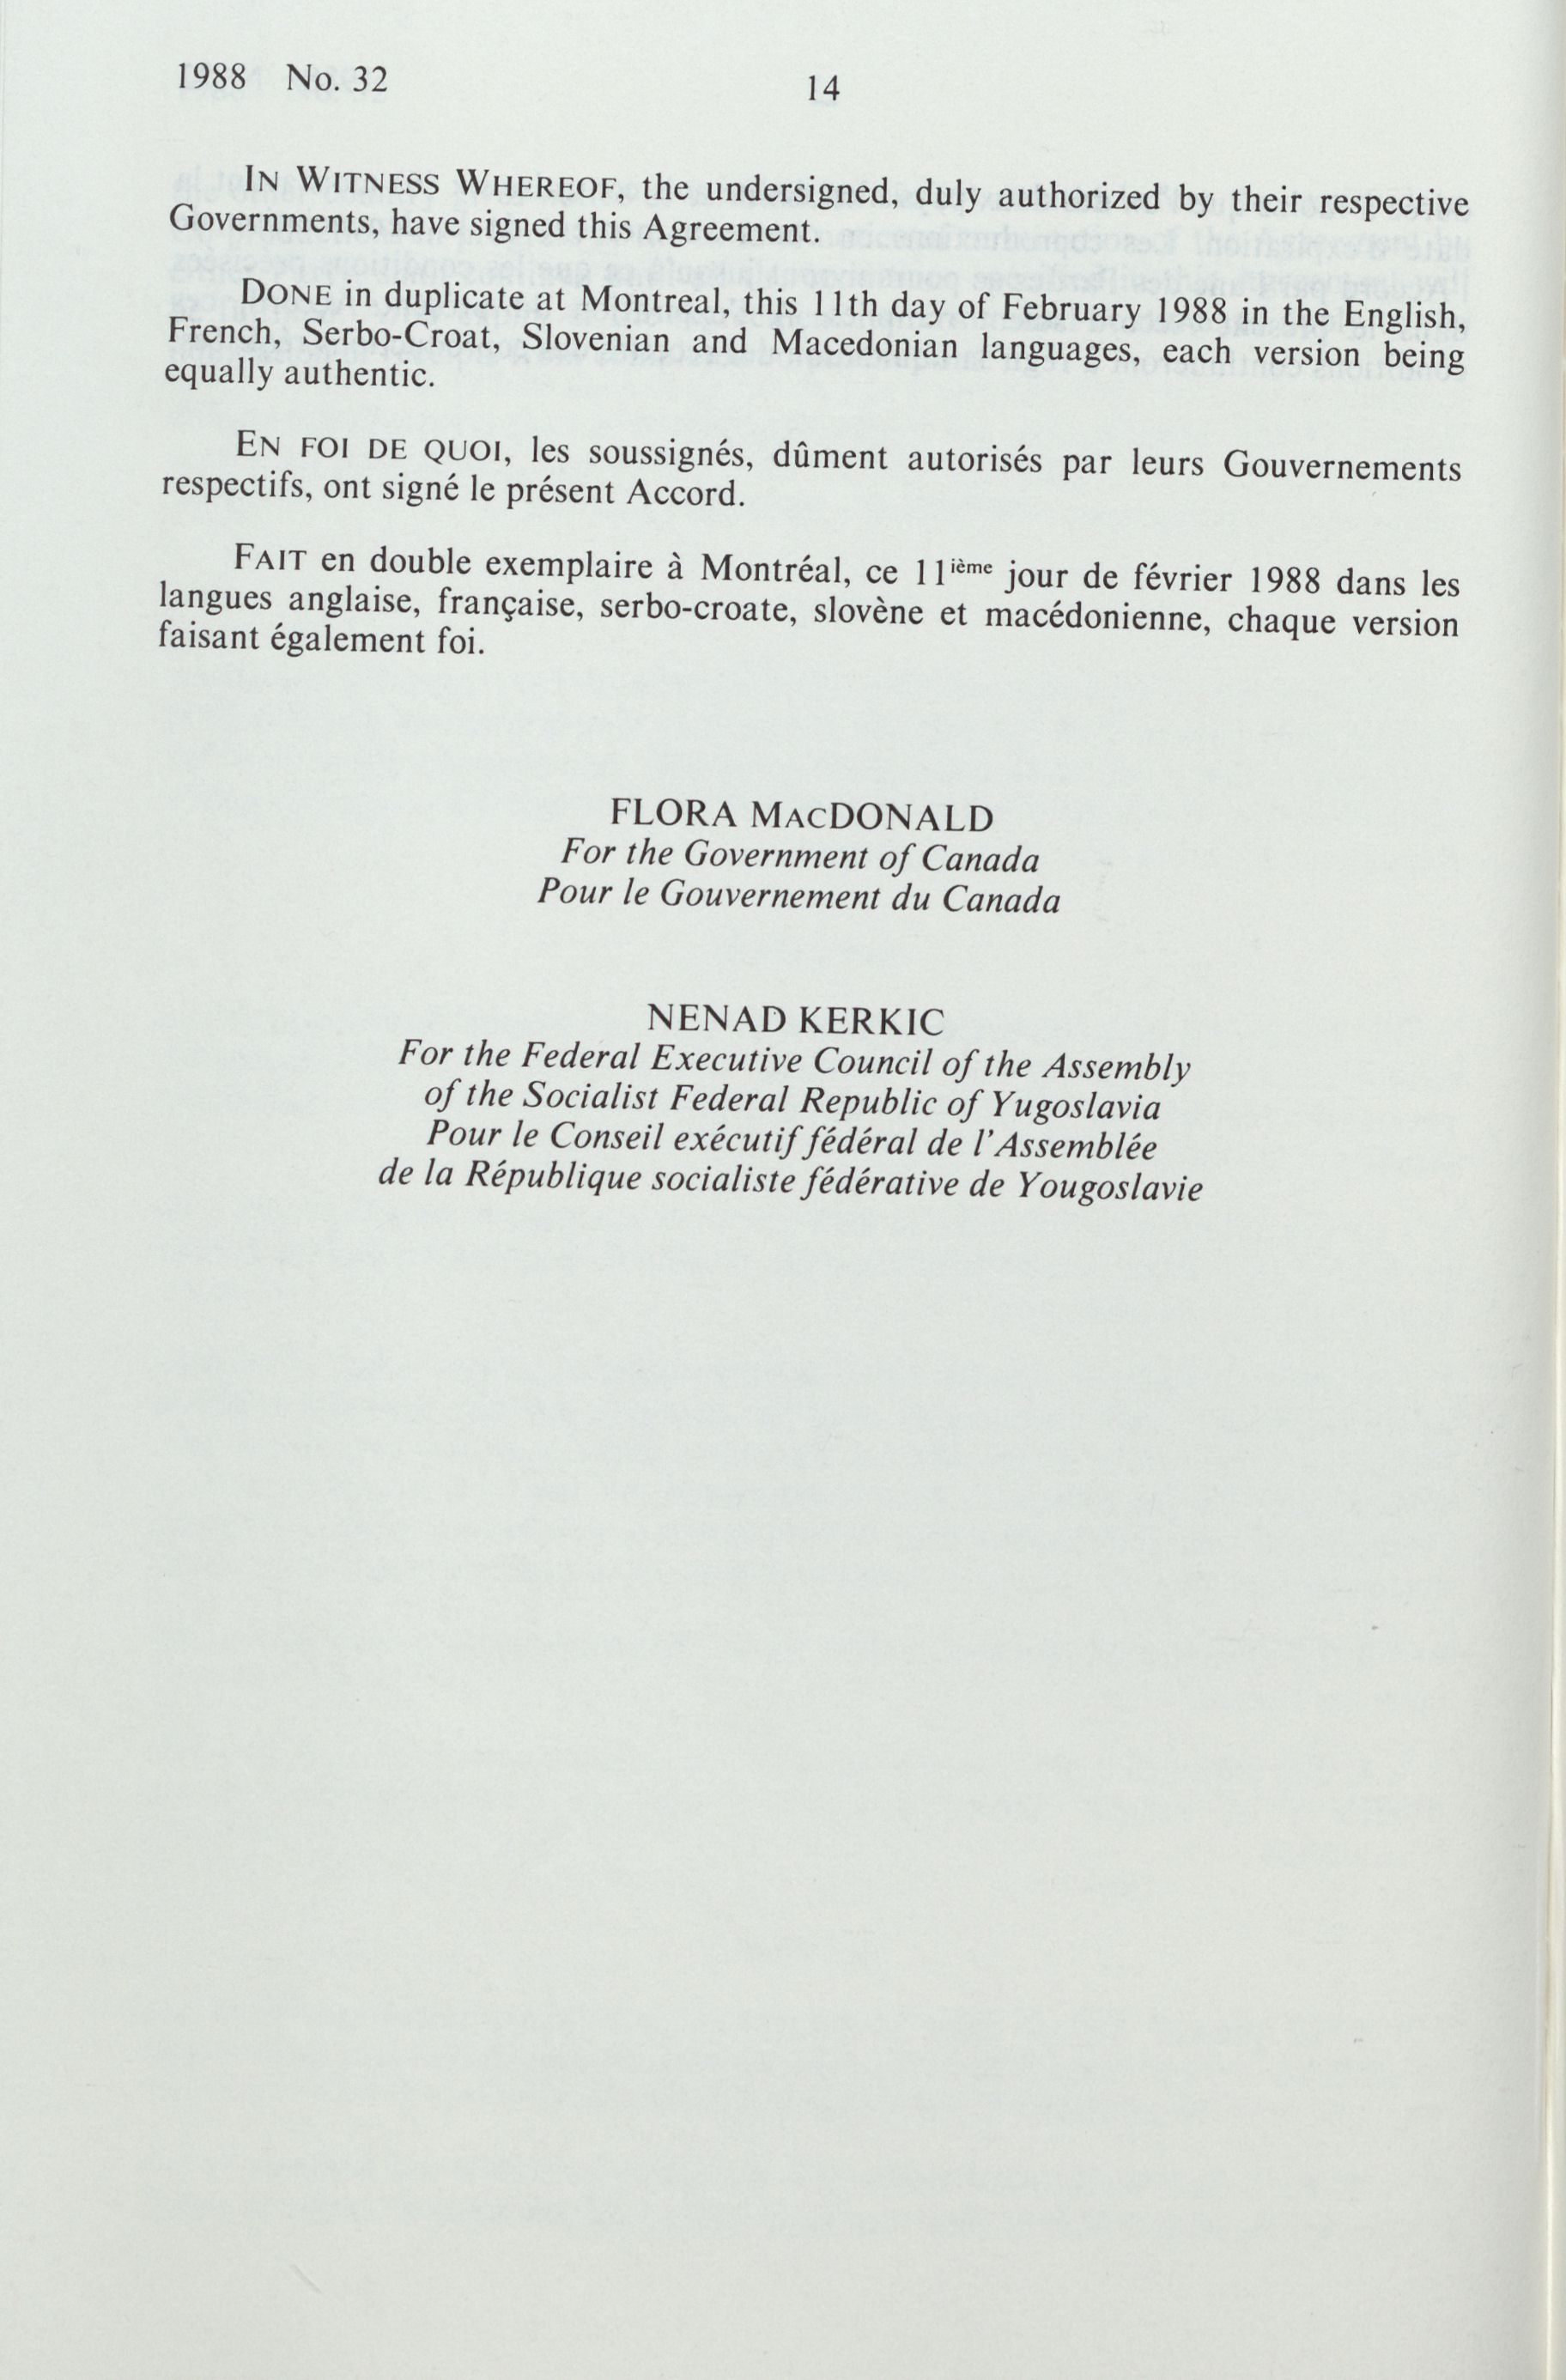 1988 No. 32
14
IN WITNESS WHEREOF, the undersigned, duly authorized by their respective
Governments, have signed this Agreement.
DONE in duplicate at Montreal, this 11th day of February 1988 in the English,
French, Serbo-Croat, Slovenian and Macedonian languages, each version being
equally authentic.
EN FOI DE QUOI, les soussignés, dûment autorisés par leurs Gouvernements
respectifs, ont signé le présent Accord.
FAIT en double exemplaire à Montréal, ce 11ième jour de février 1988 dans les
langues anglaise, française, serbo-croate, slovène et macédonienne, chaque version
faisant également foi.
FLORA MACDONALD
For the Government of Canada
Pour le Gouvernement du Canada
NENAD KERKIC
For the Federal Executive Council of the Assembly
of the Socialist Federal Republic of Yugoslavia
Pour le Conseil exécutif fédéral de l'Assemblée
de la République socialiste fédérative de Yougoslavie